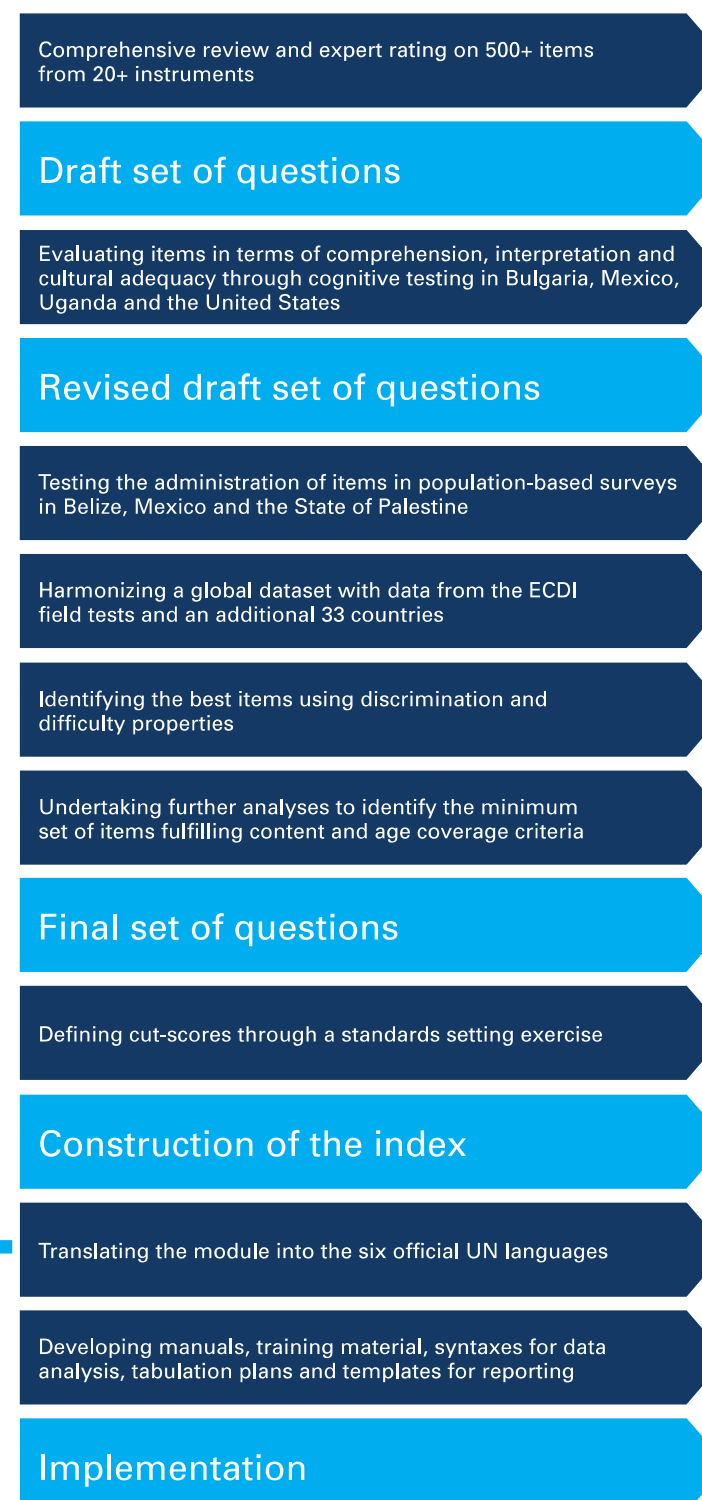 Comprehensive review and expert rating on 500+ items
from 20+ instruments
Draft set of questions
Evaluating items in terms of comprehension, interpretation and
cultural adequacy through cognitive testing in Bulgaria, Mexico,
Uganda and the United States
Revised draft set of questions
Testing the administration of items in population-based surveys
in Belize, Mexico and the State of Palestine
Harmonizing a global dataset with data from the ECDI
field tests and an additional 33 countries
Identifying the best items using discrimination and
difficulty properties
Undertaking further analyses to identify the minimum
set of items fulfilling content and age coverage criteria
Final set of questions
Defining cut-scores through a standards setting exercise
Construction of the index
Translating the module into the six official UN languages
Developing manuals, training material, syntaxes for data
analysis, tabulation plans and templates for reporting
Implementation